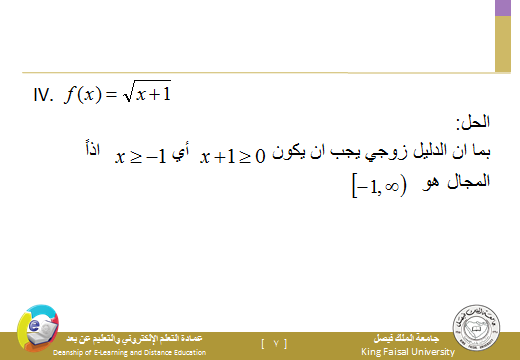 IV. f(x) = √x+1
الحل:
بما ان الدليل زوجي يجب ان يكون x+1≥0 أي x≥−1 اذاً
المجال هو [−1,∞)
جامعة الملك فيصل
King Faisal University
[ ٧ ]
عمادة التعلم الإلكتروني والتعليم عن بعد
Deanship of E-Learning and Distance Education